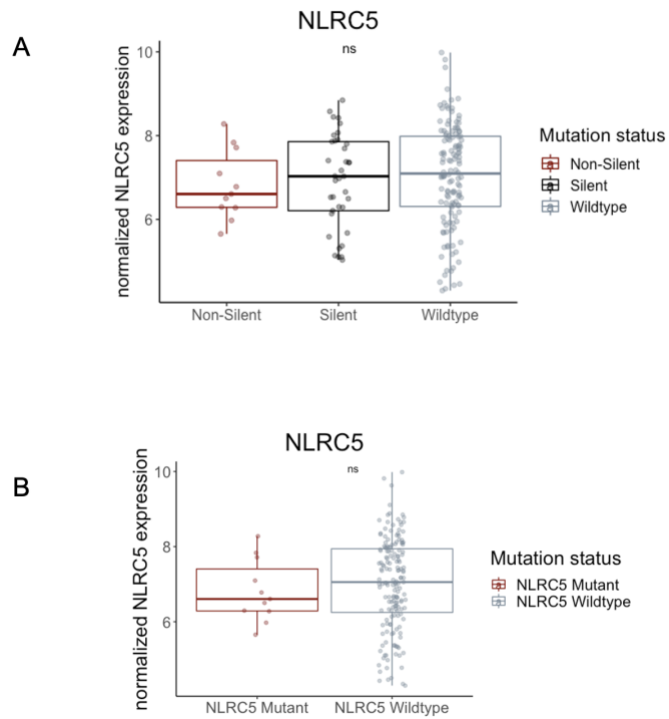 A
NLRC5
ns
normalized NLRC5 expression
10
8
6
4
Non-Silent
Silent
Wildtype
Mutation status
Non-Silent
Silent
Wildtype
B
NLRC5
ns
normalized NLRC5 expression
10
8
6
NLRC5 Mutant
NLRC5 Wildtype
Mutation status
NLRC5 Mutant
NLRC5 Wildtype